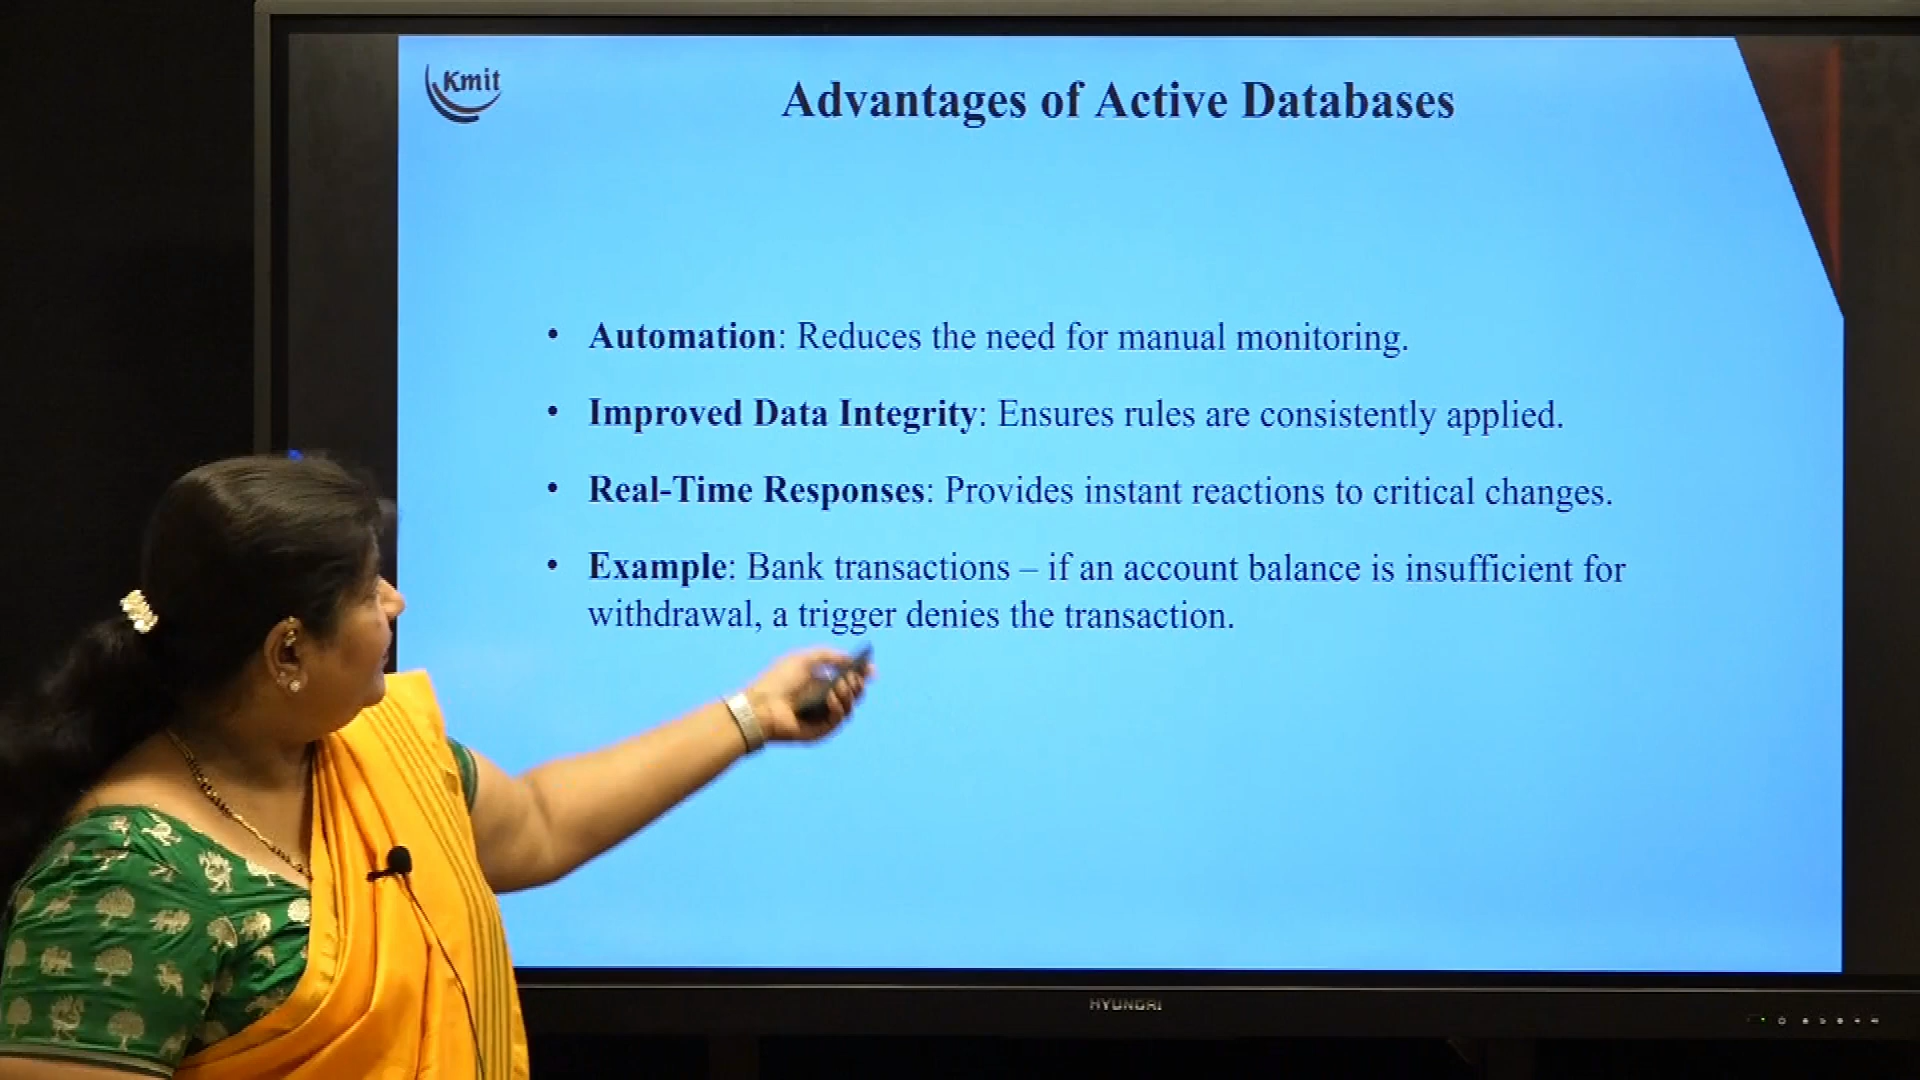 Kmit
Advantages of Active Databases
• Automation: Reduces the need for manual monitoring.
• Improved Data Integrity: Ensures rules are consistently applied.
• Real-Time Responses: Provides instant reactions to critical changes.
• Example: Bank transactions – if an account balance is insufficient for
withdrawal, a trigger denies the transaction.
HYUNDAI